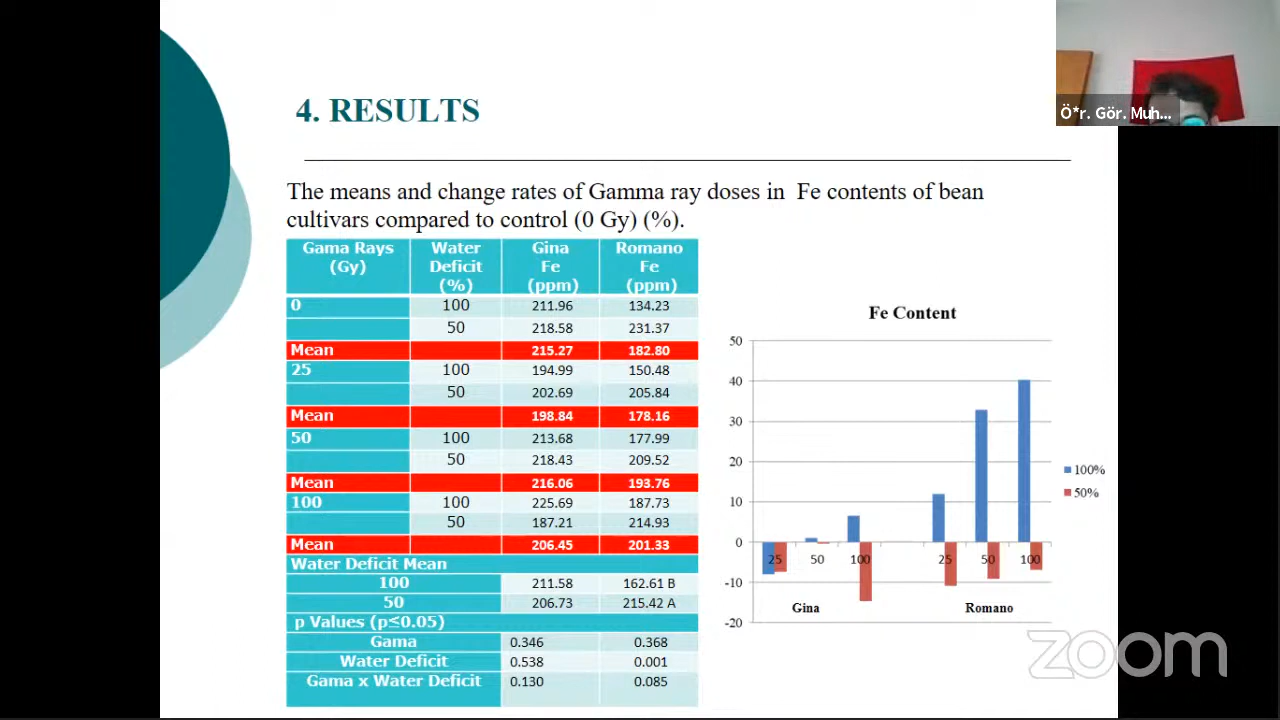 Ö*r. Gör. Muh...
4. RESULTS
The means and change rates of Gamma ray doses in Fe contents of bean
cultivars compared to control (0 Gy) (%).
Gama Rays (Gy) Water Deficit (%) Gina Fe (ppm) Romano Fe (ppm)
0 100 211.96 134.23
50 218.58 231.37
Mean 215.27 182.80
25 100 194.99 150.48
50 202.69 205.84
Mean 198.84 178.16
50 100 213.68 177.99
50 218.43 209.52
Mean 216.06 193.76
100 100 225.69 187.73
50 187.21 214.93
Mean 206.45 201.33
Water Deficit Mean
100 211.58 162.61 B
50 206.73 215.42 A
p Values (p≤0.05)
Gama 0.346 0.368
Water Deficit 0.538 0.001
Gama x Water Deficit 0.130 0.085
Fe Content
50
40
30
20
10
0
-10
-20
25 50 100 25 50 100
Gina Romano
100%
50%
zoom